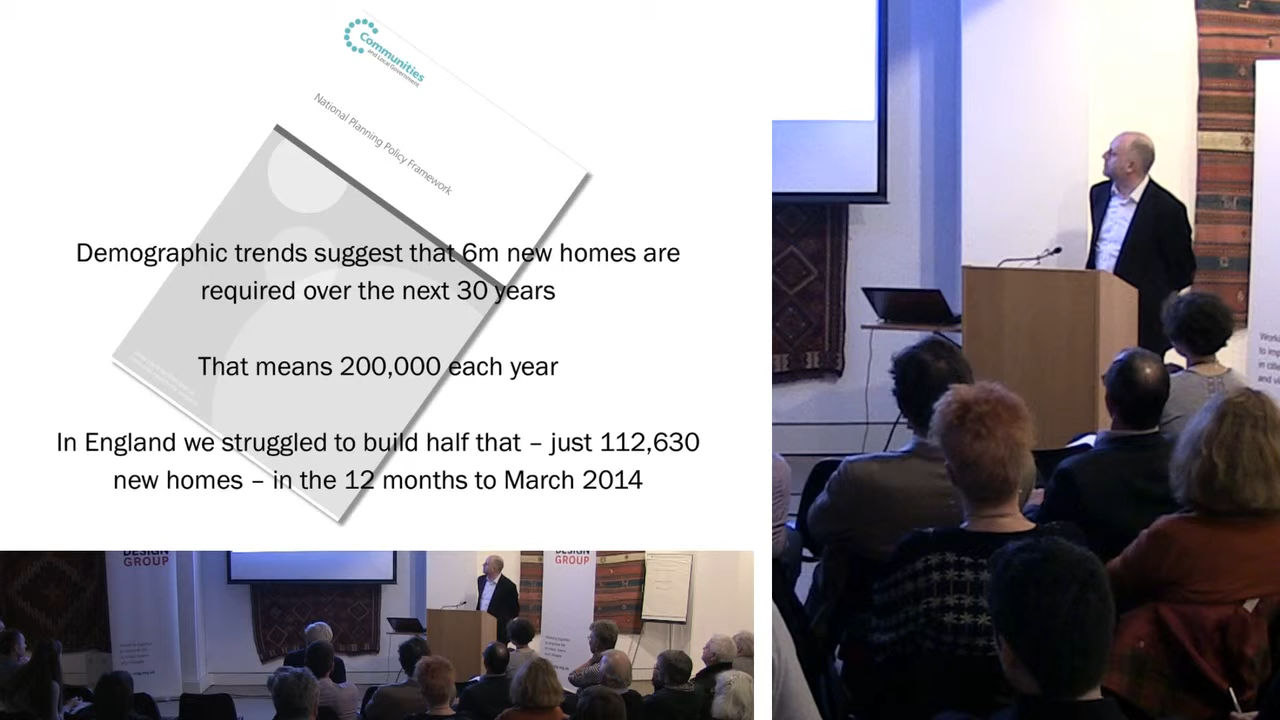 Communities
and Local Government
National Planning Policy Framework
Demographic trends suggest that 6m new homes are
required over the next 30 years
That means 200,000 each year
In England we struggled to build half that – just 112,630
new homes – in the 12 months to March 2014
DESIGN
GROUP
DESIGN
GROUP